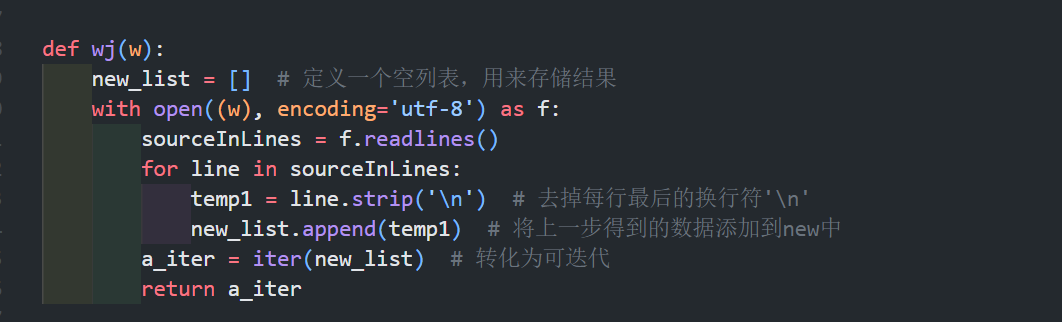 def wj(w):
    new_list = []  # 定义一个空列表，用来存储结果
    with open((w), encoding='utf-8') as f:
        sourceInLines = f.readlines()
        for line in sourceInLines:
            temp1 = line.strip('\n')  # 去掉每行最后的换行符'\n'
            new_list.append(temp1)  # 将上一步得到的数据添加到new中
        a_iter = iter(new_list)  # 转化为可迭代
        return a_iter